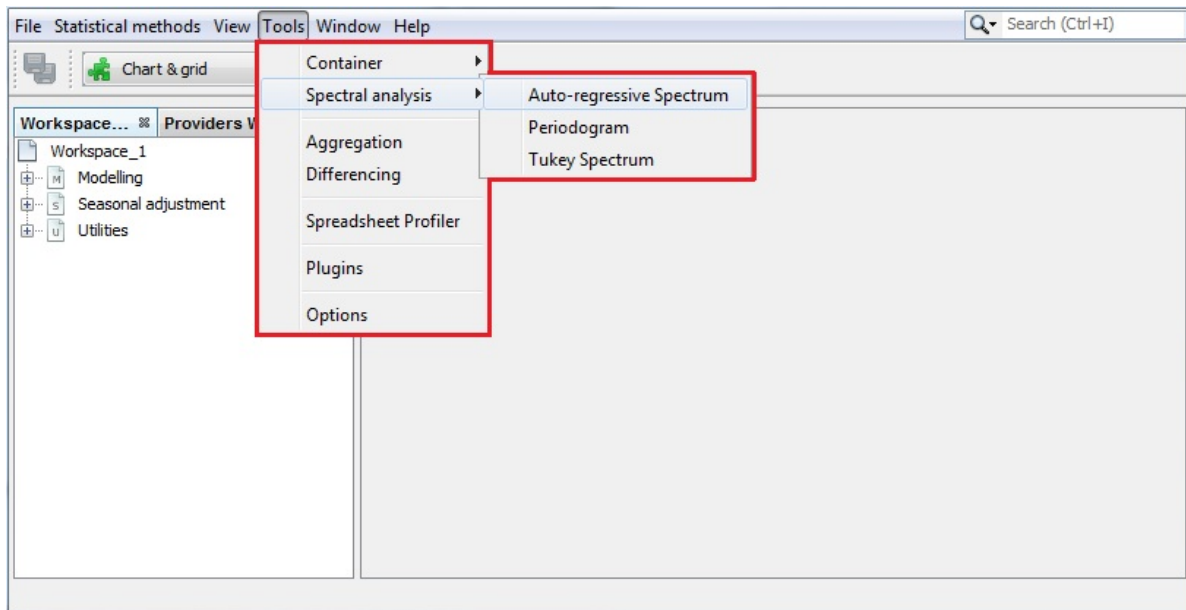 File Statistical methods View Tools Window Help
Search (Ctrl+I)
Chart & grid
Container
Spectral analysis
Aggregation
Differencing
Spreadsheet Profiler
Plugins
Options
Auto-regressive Spectrum
Periodogram
Tukey Spectrum
Workspace... Providers
Workspace_1
M Modelling
S Seasonal adjustment
U Utilities